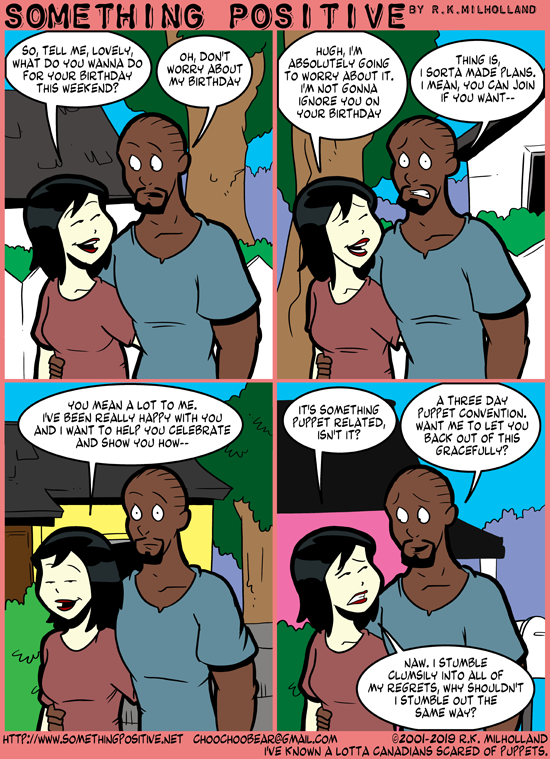 SOMETHING POSITIVE BY R.K.MILHOLLAND
SO, TELL ME, LOVELY,
WHAT DO YOU WANNA DO
FOR YOUR BIRTHDAY
THIS WEEKEND?
OH, DON'T
WORRY ABOUT
MY BIRTHDAY
HUGH, I'M
ABSOLUTELY GOING
TO WORRY ABOUT IT.
I'M NOT GONNA
IGNORE YOU ON
YOUR BIRTHDAY
THING IS,
I SORTA MADE PLANS.
I MEAN, YOU CAN JOIN
IF YOU WANT--
YOU MEAN A LOT TO ME.
I'VE BEEN REALLY HAPPY WITH YOU
AND I WANT TO HELP YOU CELEBRATE
AND SHOW YOU HOW--
IT'S SOMETHING
PUPPET RELATED,
ISN'T IT?
A THREE DAY
PUPPET CONVENTION.
WANT ME TO LET YOU
BACK OUT OF THIS
GRACEFULLY?
NAW. I STUMBLE
CLUMSILY INTO ALL OF
MY REGRETS, WHY SHOULDN'T
I STUMBLE OUT THE
SAME WAY?
HTTP://WWW.SOMETHINGPOSITIVE.NET CHOOCHOOBEAR@GMAIL.COM ©2001-2019 R.K. MILHOLLAND
I'VE KNOWN A LOTTA CANADIANS SCARED OF PUPPETS.